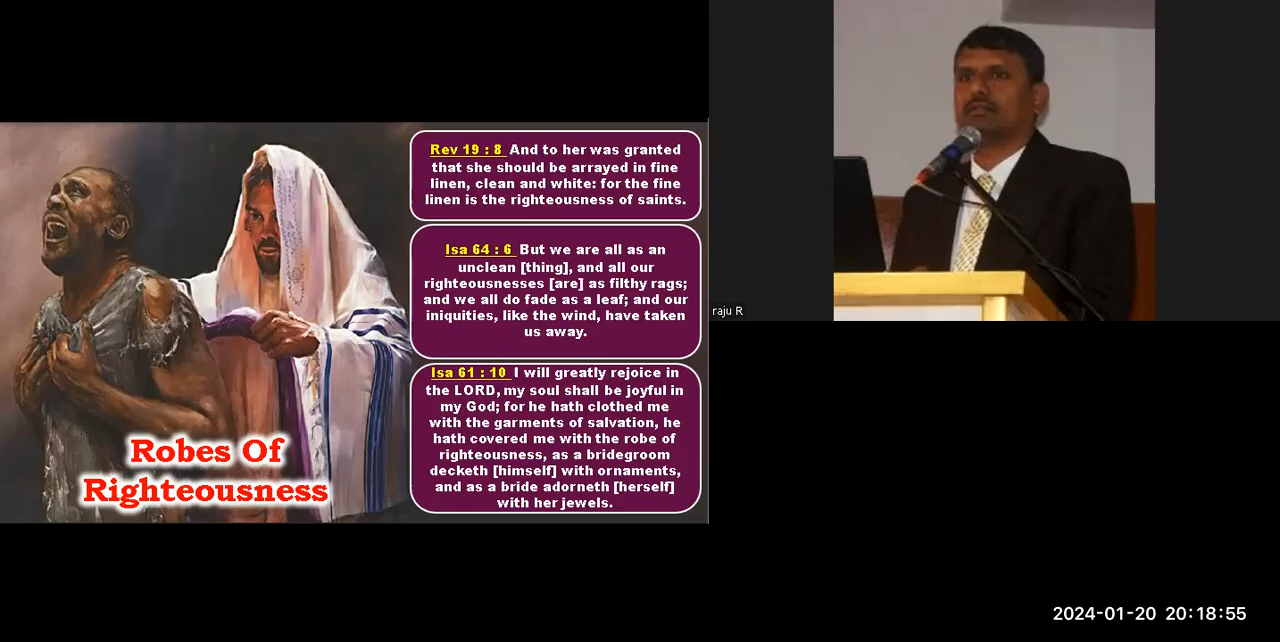 Rev 19 : 8 And to her was granted
that she should be arrayed in fine
linen, clean and white: for the fine
linen is the righteousness of saints.
Isa 64 : 6 But we are all as an
unclean [thing], and all our
righteousnesses [are] as filthy rags;
and we all do fade as a leaf; and our
iniquities, like the wind, have taken
us away.
Isa 61 : 10 I will greatly rejoice in
the LORD, my soul shall be joyful in
my God; for he hath clothed me
with the garments of salvation, he
hath covered me with the robe of
righteousness, as a bridegroom
decketh [himself] with ornaments,
and as a bride adorneth [herself]
with her jewels.
Robes Of
Righteousness
raju R
2024-01-20 20:18:55